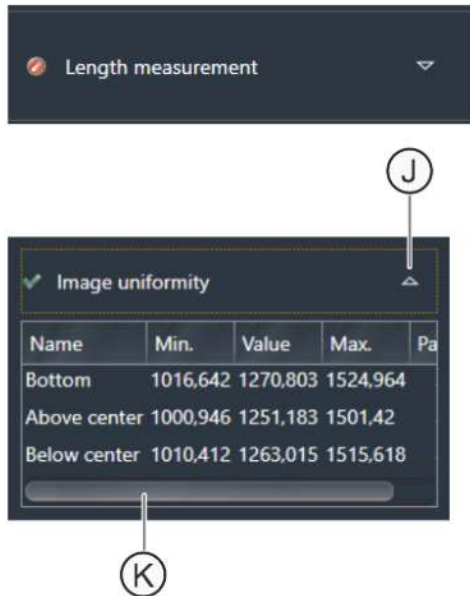 Length measurement
J
Image uniformity
Name Min. Value Max. Pa
Bottom 1016,642 1270,803 1524,964
Above center 1000,946 1251,183 1501,42
Below center 1010,412 1263,015 1515,618
K